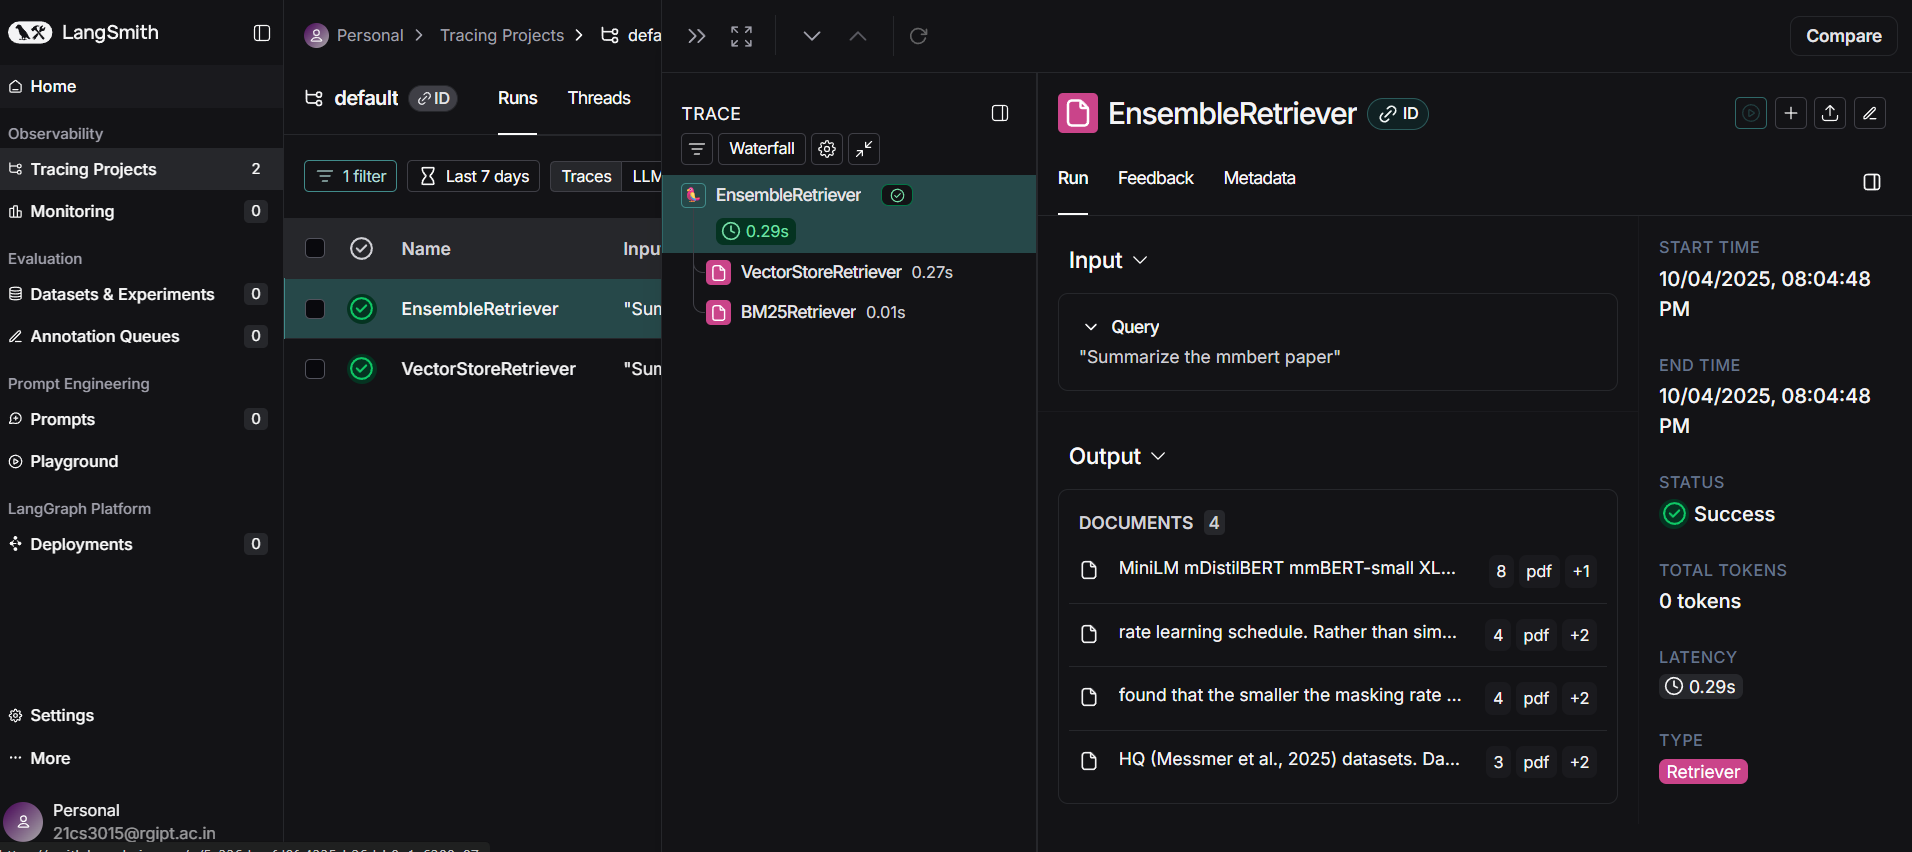 LangSmith
Home
Observability
Tracing Projects 2
Monitoring 0
Evaluation
Datasets & Experiments 0
Annotation Queues 0
Prompt Engineering
Prompts 0
Playground
LangGraph Platform
Deployments 0
Settings
More
Personal
21cs3015@rgipt.ac.in
Personal > Tracing Projects > defa
default ID Runs Threads
1 filter Last 7 days Traces LLM
Name Inpu
EnsembleRetriever "Sum
VectorStoreRetriever "Sum
TRACE
Waterfall
EnsembleRetriever
0.29s
VectorStoreRetriever 0.27s
BM25Retriever 0.01s
Compare
EnsembleRetriever ID
Run Feedback Metadata
Input
Query
"Summarize the mmbert paper"
Output
DOCUMENTS 4
MiniLM mDistilBERT mmBERT-small XL... 8 pdf +1
rate learning schedule. Rather than sim... 4 pdf +2
found that the smaller the masking rate ... 4 pdf +2
HQ (Messmer et al., 2025) datasets. Da... 3 pdf +2
START TIME
10/04/2025, 08:04:48
PM
END TIME
10/04/2025, 08:04:48
PM
STATUS
Success
TOTAL TOKENS
0 tokens
LATENCY
0.29s
TYPE
Retriever